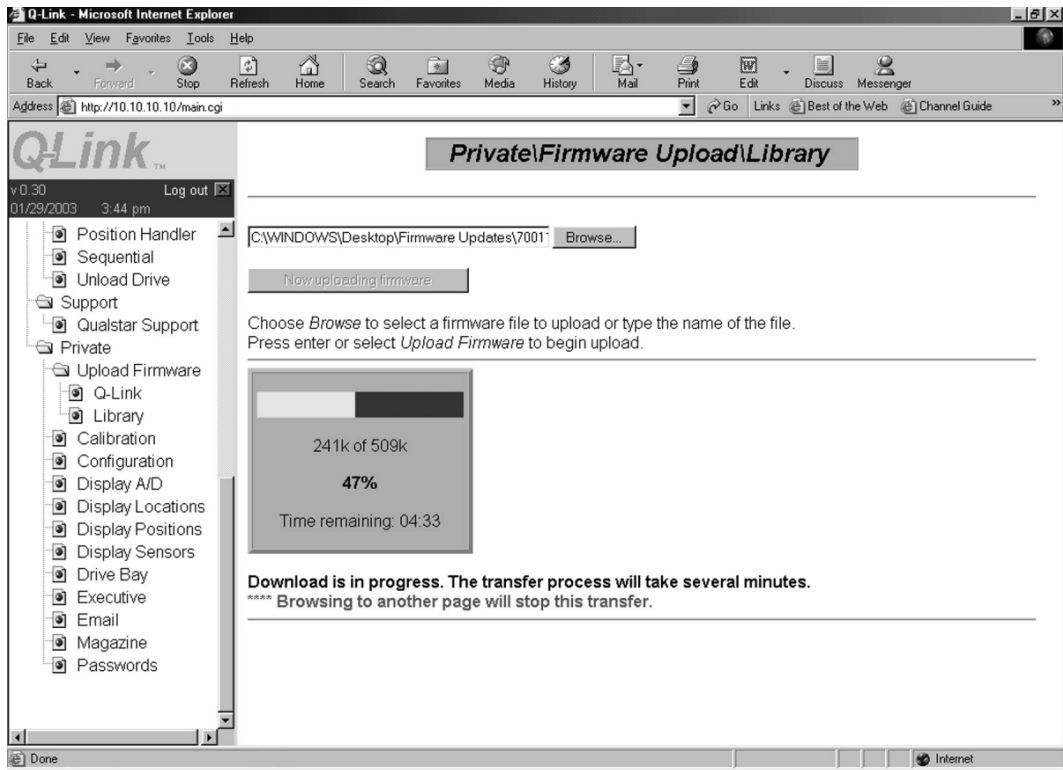 Q-Link - Microsoft Internet Explorer
File Edit View Favorites Tools Help
Back Forward Stop Refresh Home Search Favorites Media History Mail Print Edit Discuss Messenger
Address http://10.10.10.10/main.cgi Go Links Best of the Web Channel Guide »
Q-Link™
v 0.30 Log out
01/29/2003 3:44 pm
Position Handler
Sequential
Unload Drive
Support
Qualstar Support
Private
Upload Firmware
Q-Link
Library
Calibration
Configuration
Display A/D
Display Locations
Display Positions
Display Sensors
Drive Bay
Executive
Email
Magazine
Passwords
Private\Firmware Upload\Library
C:\WINDOWS\Desktop\Firmware Updates\7001 Browse...
Now uploading firmware
Choose Browse to select a firmware file to upload or type the name of the file.
Press enter or select Upload Firmware to begin upload.
241k of 509k
47%
Time remaining: 04:33
Download is in progress. The transfer process will take several minutes.
**** Browsing to another page will stop this transfer.
Done Internet